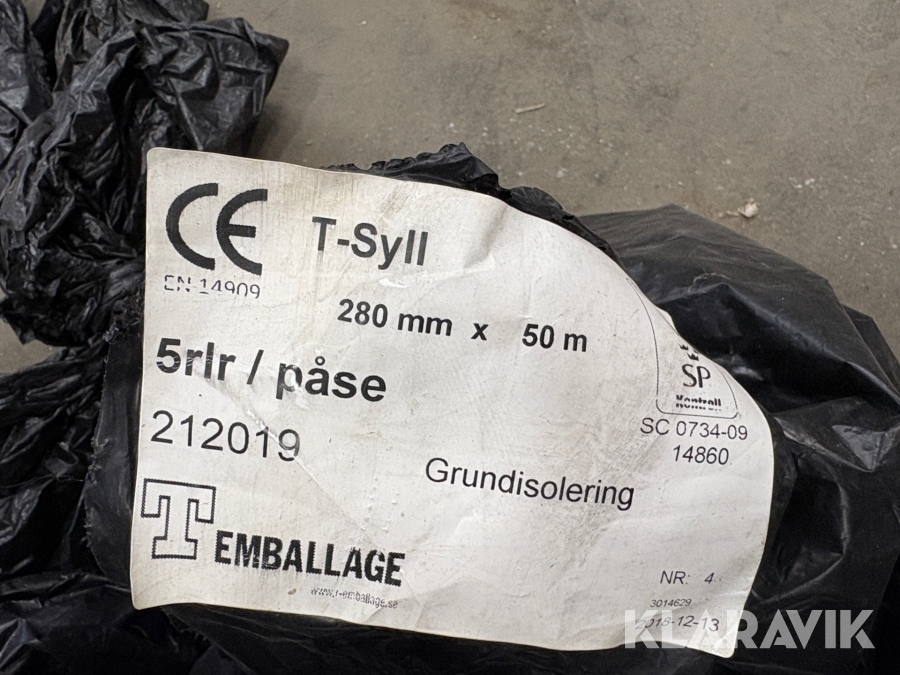 CE
EN 14909
T-Syll
280 mm x 50 m
5rlr / påse
212019
SP
Kontroll
SC 0734-09
14860
Grundisolering
T EMBALLAGE
www.t-emballage.se
NR: 4
3014629
2018-12-13
KLARAVIK